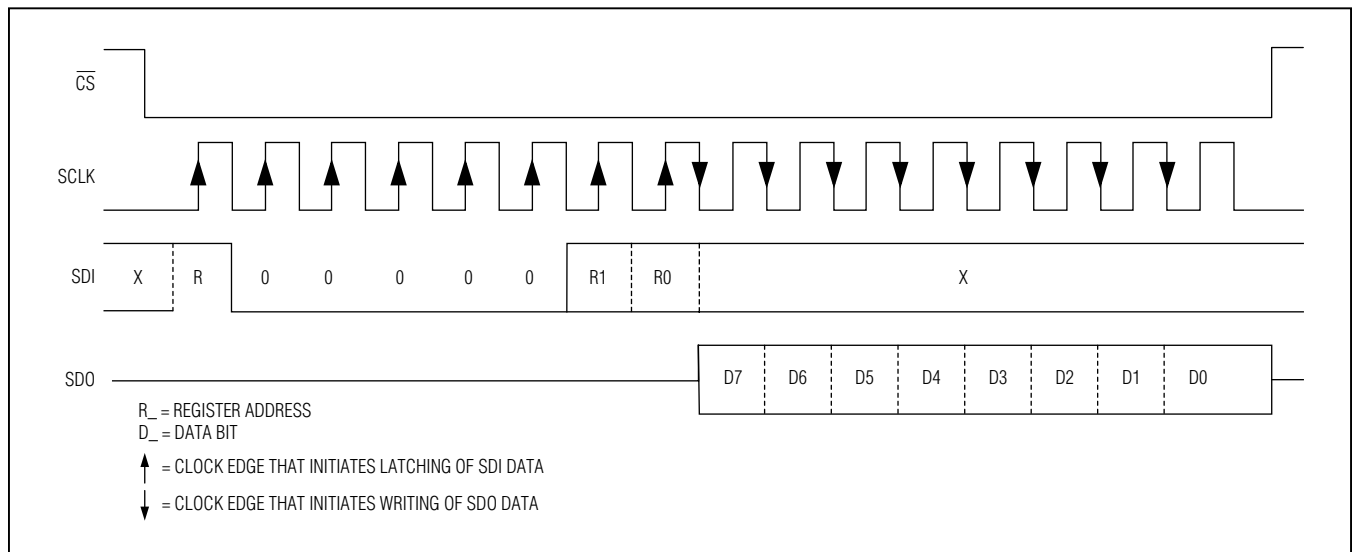 CS
SCLK
SDI X R 0 0 0 0 0 R1 R0 X
SDO D7 D6 D5 D4 D3 D2 D1 D0
R_ = REGISTER ADDRESS
D_ = DATA BIT
= CLOCK EDGE THAT INITIATES LATCHING OF SDI DATA
= CLOCK EDGE THAT INITIATES WRITING OF SDO DATA